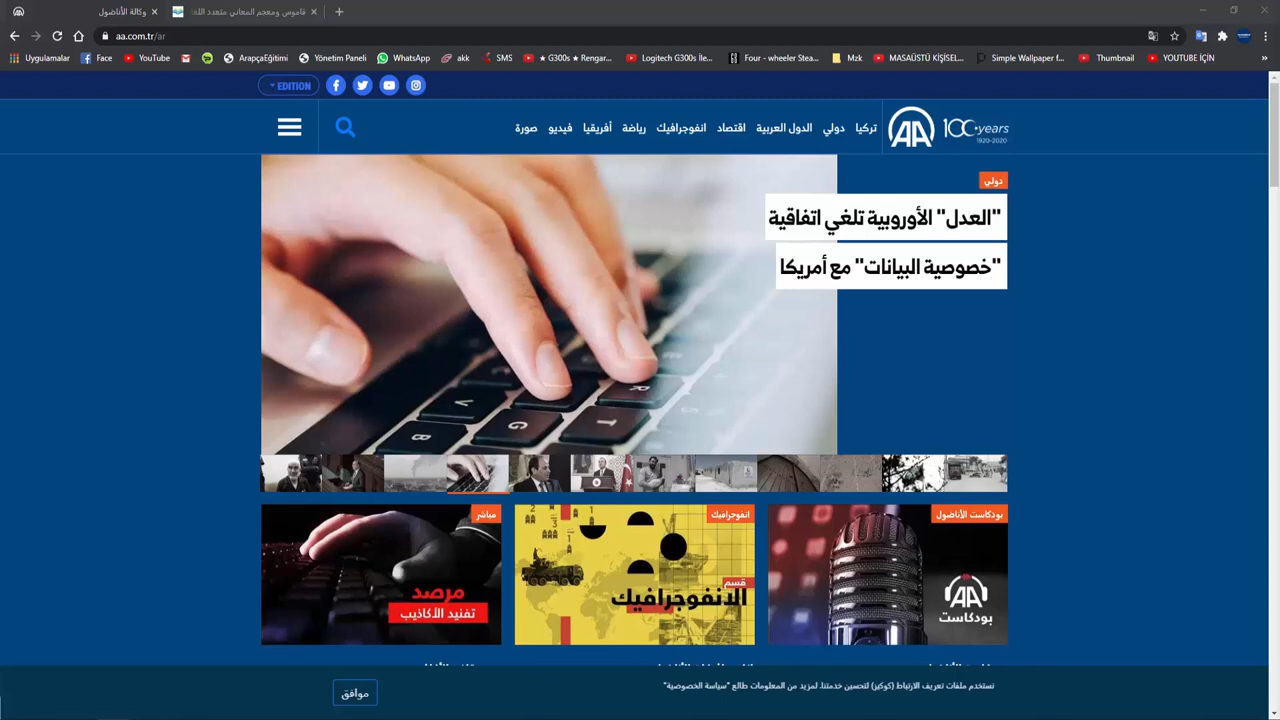 وكالة الأناضول
قاموس ومعجم المعاني متعدد اللغ
aa.com.tr/ar
Uygulamalar Face YouTube ArapçaEğitimi Yönetim Paneli WhatsApp akk SMS ★ G300s ★ Rengar... Logitech G300s İle... Four - wheeler Stea... Mzk MASAÜSTÜ KİŞİSEL... Simple Wallpaper f... Thumbnail YOUTUBE İÇİN »
EDITION
تركيا دولي الدول العربية اقتصاد انفوجرافيك رياضة أفريقيا فيديو صورة
AA 100 years
1920-2020
دولي
"العدل" الأوروبية تلغي اتفاقية
"خصوصية البيانات" مع أمريكا
R
V
T
G
B
بودكاست الأناضول
AA
بودكاست
انفوجرافيك
قسم
الانفوجرافيك
مباشر
مرصد
تفنيد الأكاذيب
نستخدم ملفات تعريف الارتباط (كوكيز) لتحسين خدمتنا. لمزيد من المعلومات طالع "سياسة الخصوصية"
موافق